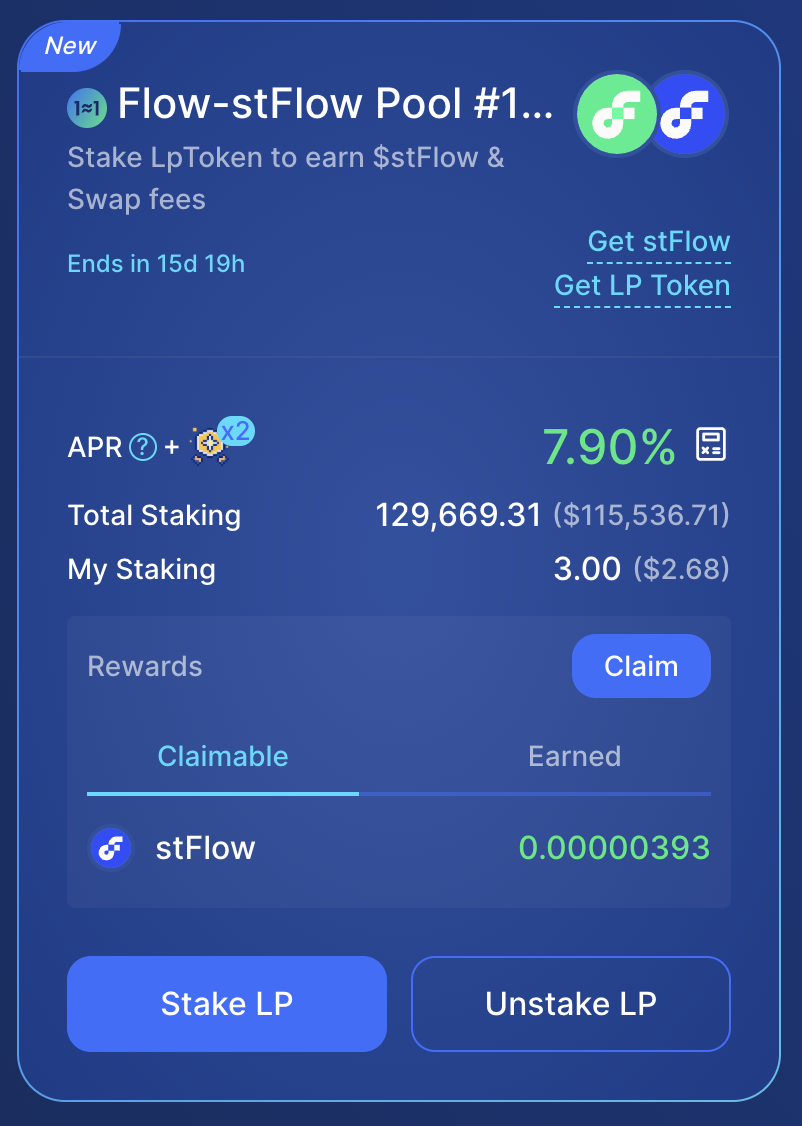 New
1≈1 Flow-stFlow Pool #1...
Stake LpToken to earn $stFlow &
Swap fees
Ends in 15d 19h
Get stFlow
Get LP Token
APR ? + x2 7.90%
Total Staking 129,669.31 ($115,536.71)
My Staking 3.00 ($2.68)
Rewards Claim
Claimable Earned
stFlow 0.00000393
Stake LP Unstake LP